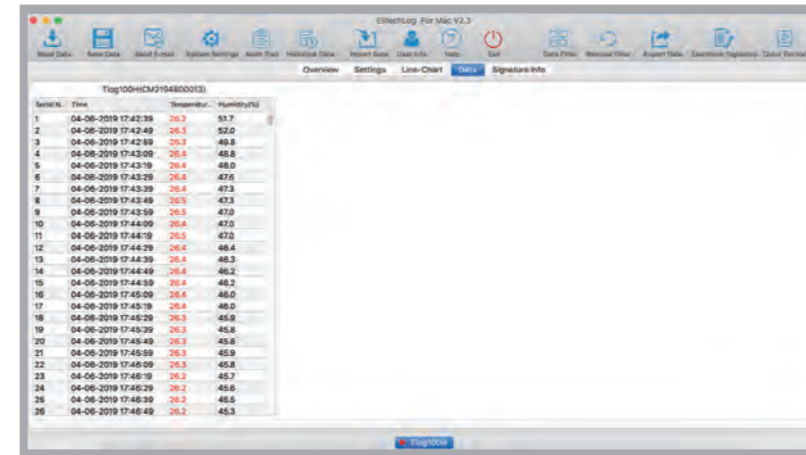 ElitechLog For Mac V2.3
Read Data Save Data Send E-mail System Settings Audit Trail Historical Data Import Data User Info Help Exit Data Filter Remove Filter Export Data Quick Format
Overview Settings Line-Chart Data Signature Info
Tlog100H(CM3194800013)
Serial N... Time Temperatur... Humidity(%)
1 04-06-2019 17:42:39 26.2 51.7
2 04-06-2019 17:42:49 26.3 52.0
3 04-06-2019 17:42:59 26.3 49.8
4 04-06-2019 17:43:09 26.4 48.8
5 04-06-2019 17:43:19 26.4 48.0
6 04-06-2019 17:43:29 26.4 47.6
7 04-06-2019 17:43:39 26.4 47.3
8 04-06-2019 17:43:49 26.5 47.3
9 04-06-2019 17:43:59 26.5 47.0
10 04-06-2019 17:44:09 26.4 47.0
11 04-06-2019 17:44:19 26.5 47.0
12 04-06-2019 17:44:29 26.4 46.4
13 04-06-2019 17:44:39 26.4 46.3
14 04-06-2019 17:44:49 26.4 46.2
15 04-06-2019 17:44:59 26.4 46.2
16 04-06-2019 17:45:09 26.4 46.0
17 04-06-2019 17:45:19 26.4 46.0
18 04-06-2019 17:45:29 26.3 45.9
19 04-06-2019 17:45:39 26.3 45.8
20 04-06-2019 17:45:49 26.3 45.8
21 04-06-2019 17:45:59 26.3 45.9
22 04-06-2019 17:46:09 26.3 45.8
23 04-06-2019 17:46:19 26.2 45.7
24 04-06-2019 17:46:29 26.2 45.6
25 04-06-2019 17:46:39 26.2 45.5
26 04-06-2019 17:46:49 26.2 45.3
Tlog100H